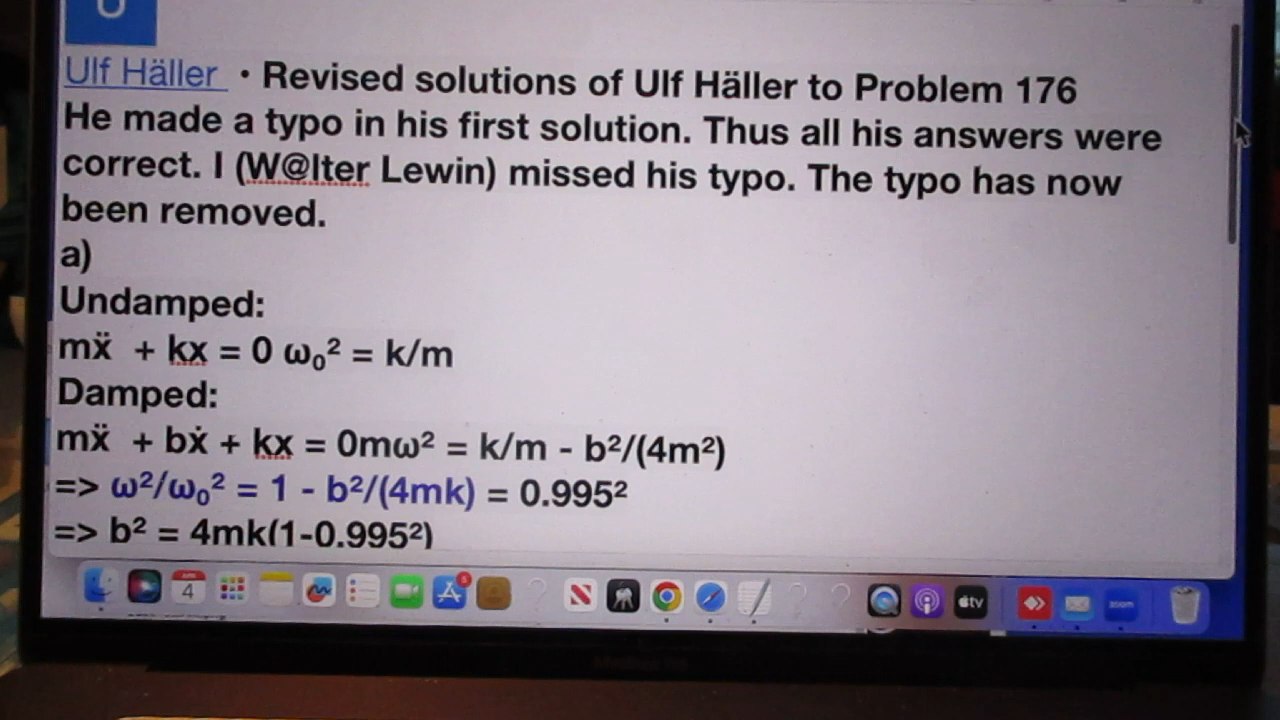 U
Ulf Häller • Revised solutions of Ulf Häller to Problem 176
He made a typo in his first solution. Thus all his answers were
correct. I (W@lter Lewin) missed his typo. The typo has now
been removed.
a)
Undamped:
mẍ + kx = 0 ω₀² = k/m
Damped:
mẍ + bẋ + kx = 0mω² = k/m - b²/(4m²)
=> ω²/ω₀² = 1 - b²/(4mk) = 0.995²
=> b² = 4mk(1-0.995²)
4
tv
zoom